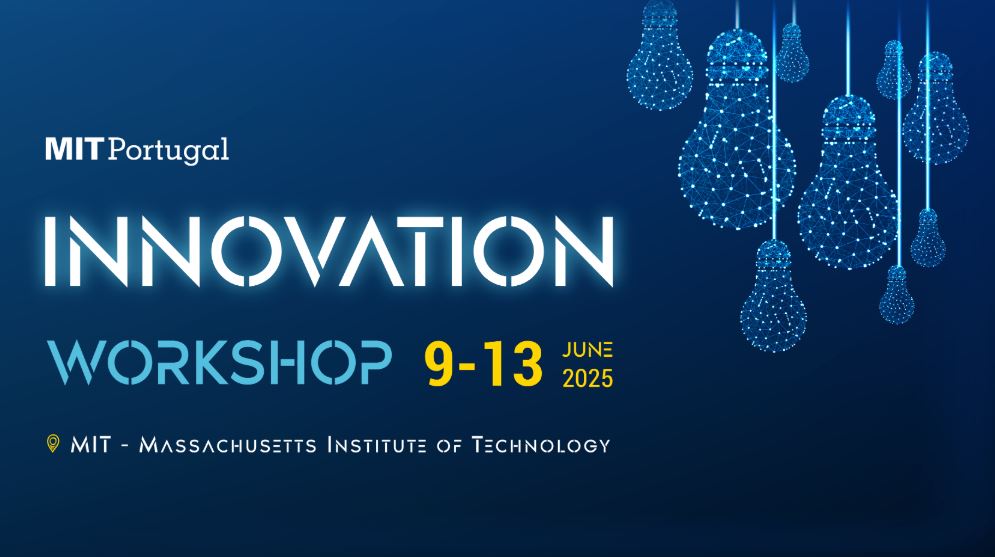 MIT Portugal
INNOVATION
WORKSHOP 9-13 JUNE 2025
MIT - Massachusetts Institute of Technology